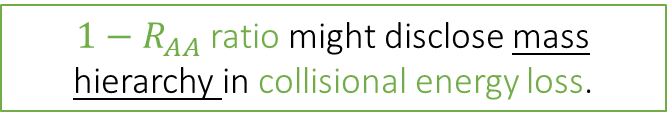 1 − R_AA ratio might disclose mass
hierarchy in collisional energy loss.